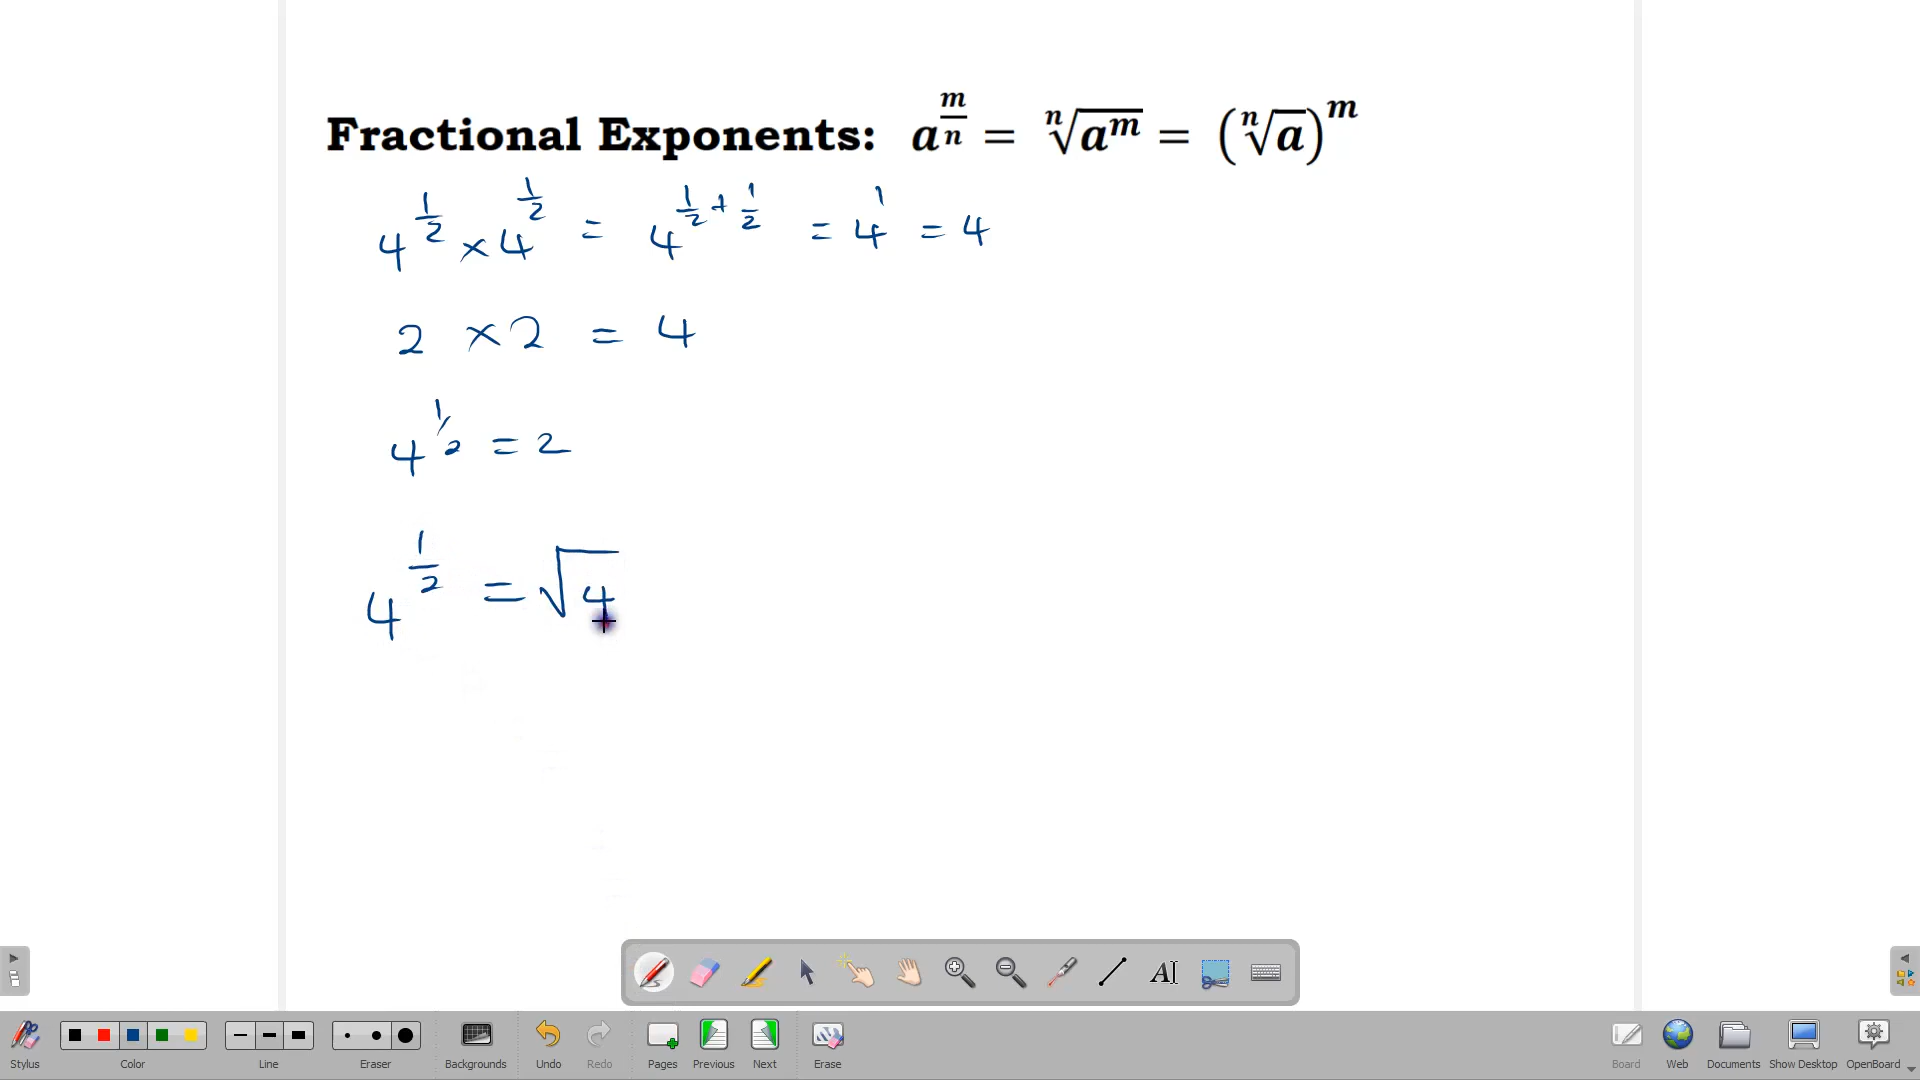 Fractional Exponents: a^(m/n) = ⁿ√(a^m) = (ⁿ√a)^m
4^(1/2) × 4^(1/2) = 4^(1/2 + 1/2) = 4^1 = 4
2 × 2 = 4
4^(1/2) = 2
4^(1/2) = √4
AI
Stylus Color Line Eraser Backgrounds Undo Redo Pages Previous Next Erase Board Web Documents Show Desktop OpenBoard